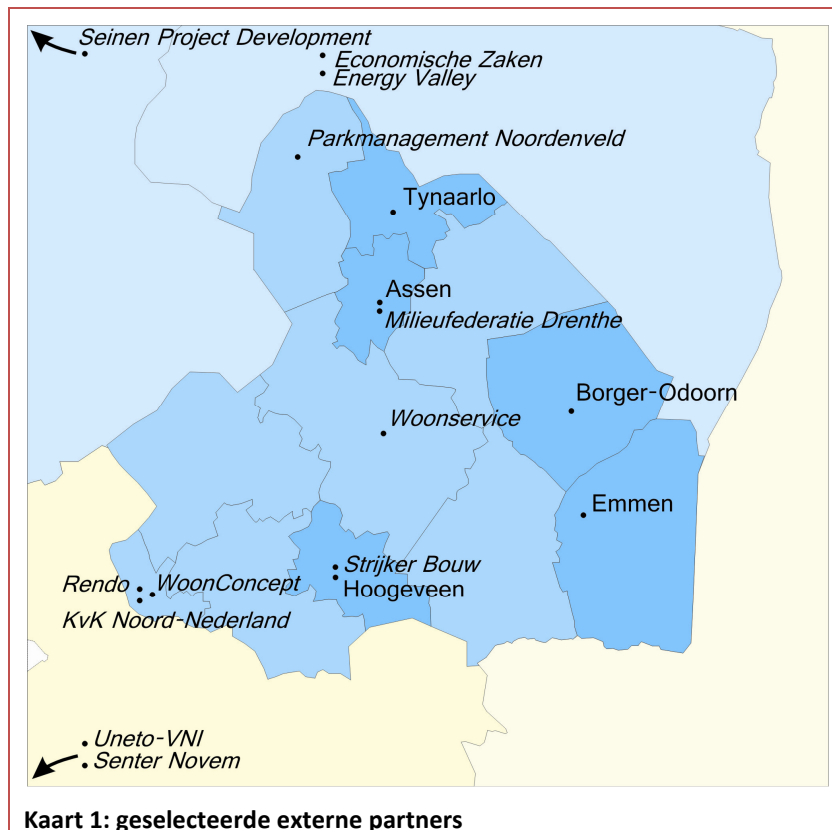 Seinen Project Development
Economische Zaken
Energy Valley
Parkmanagement Noordenveld
Tynaarlo
Assen
Milieufederatie Drenthe
Borger-Odoorn
Woonservice
Emmen
Strijker Bouw
Hoogeveen
Rendo
WoonConcept
KvK Noord-Nederland
Uneto-VNI
Senter Novem
Kaart 1: geselecteerde externe partners